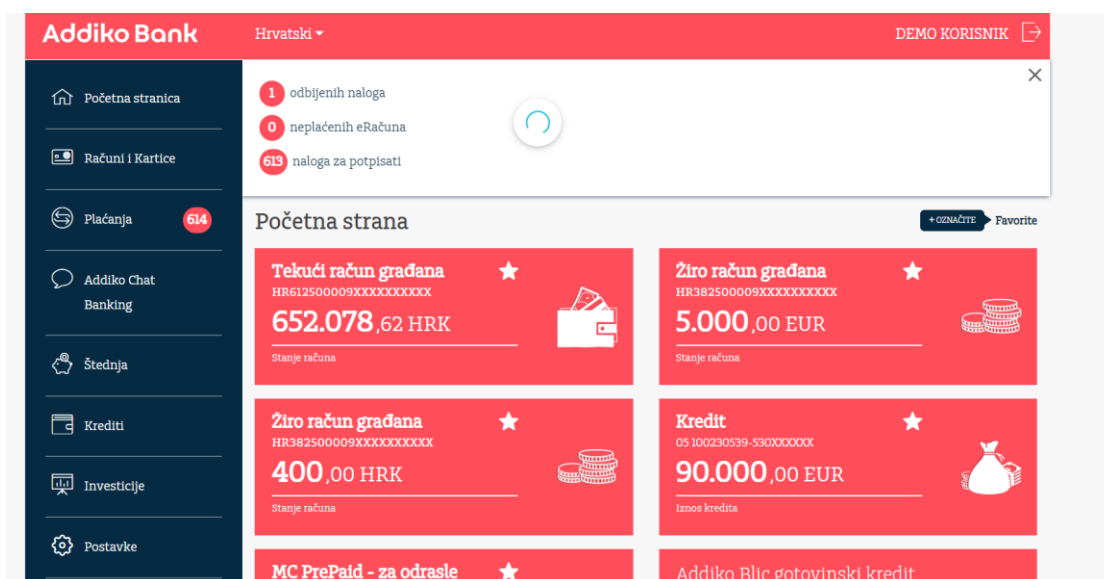 Addiko Bank
Hrvatski
DEMO KORISNIK
Početna stranica
Računi i Kartice
Plaćanja 614
Addiko Chat
Banking
Štednja
Krediti
Investicije
Postavke
1 odbijenih naloga
0 neplaćenih eRačuna
613 naloga za potpisati
Početna strana
+OZNAČITE Favorite
Tekući račun građana
HR612500009XXXXXXXXXX
652.078,62 HRK
Stanje računa
Žiro račun građana
HR382500009XXXXXXXXXX
5.000,00 EUR
Stanje računa
Žiro račun građana
HR382500009XXXXXXXXXX
400,00 HRK
Stanje računa
Kredit
05 100230539-530XXXXXX
90.000,00 EUR
Iznos kredita
MC PrePaid - za odrasle
Addiko Blic gotovinski kredit